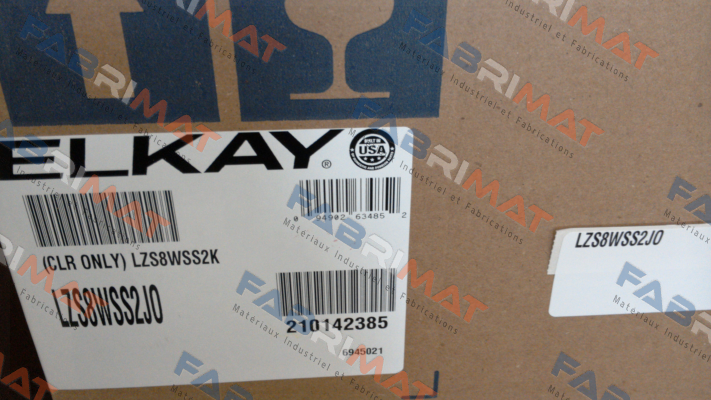 ELKAY®
BUILT IN
USA
0 94902 63485 2
(CLR ONLY) LZS8WSS2K
LZS8WSS2JO
210142385
6945021
LZS8WSS2JO
FABRIMAT
Materiaux Industriel et Fabrications